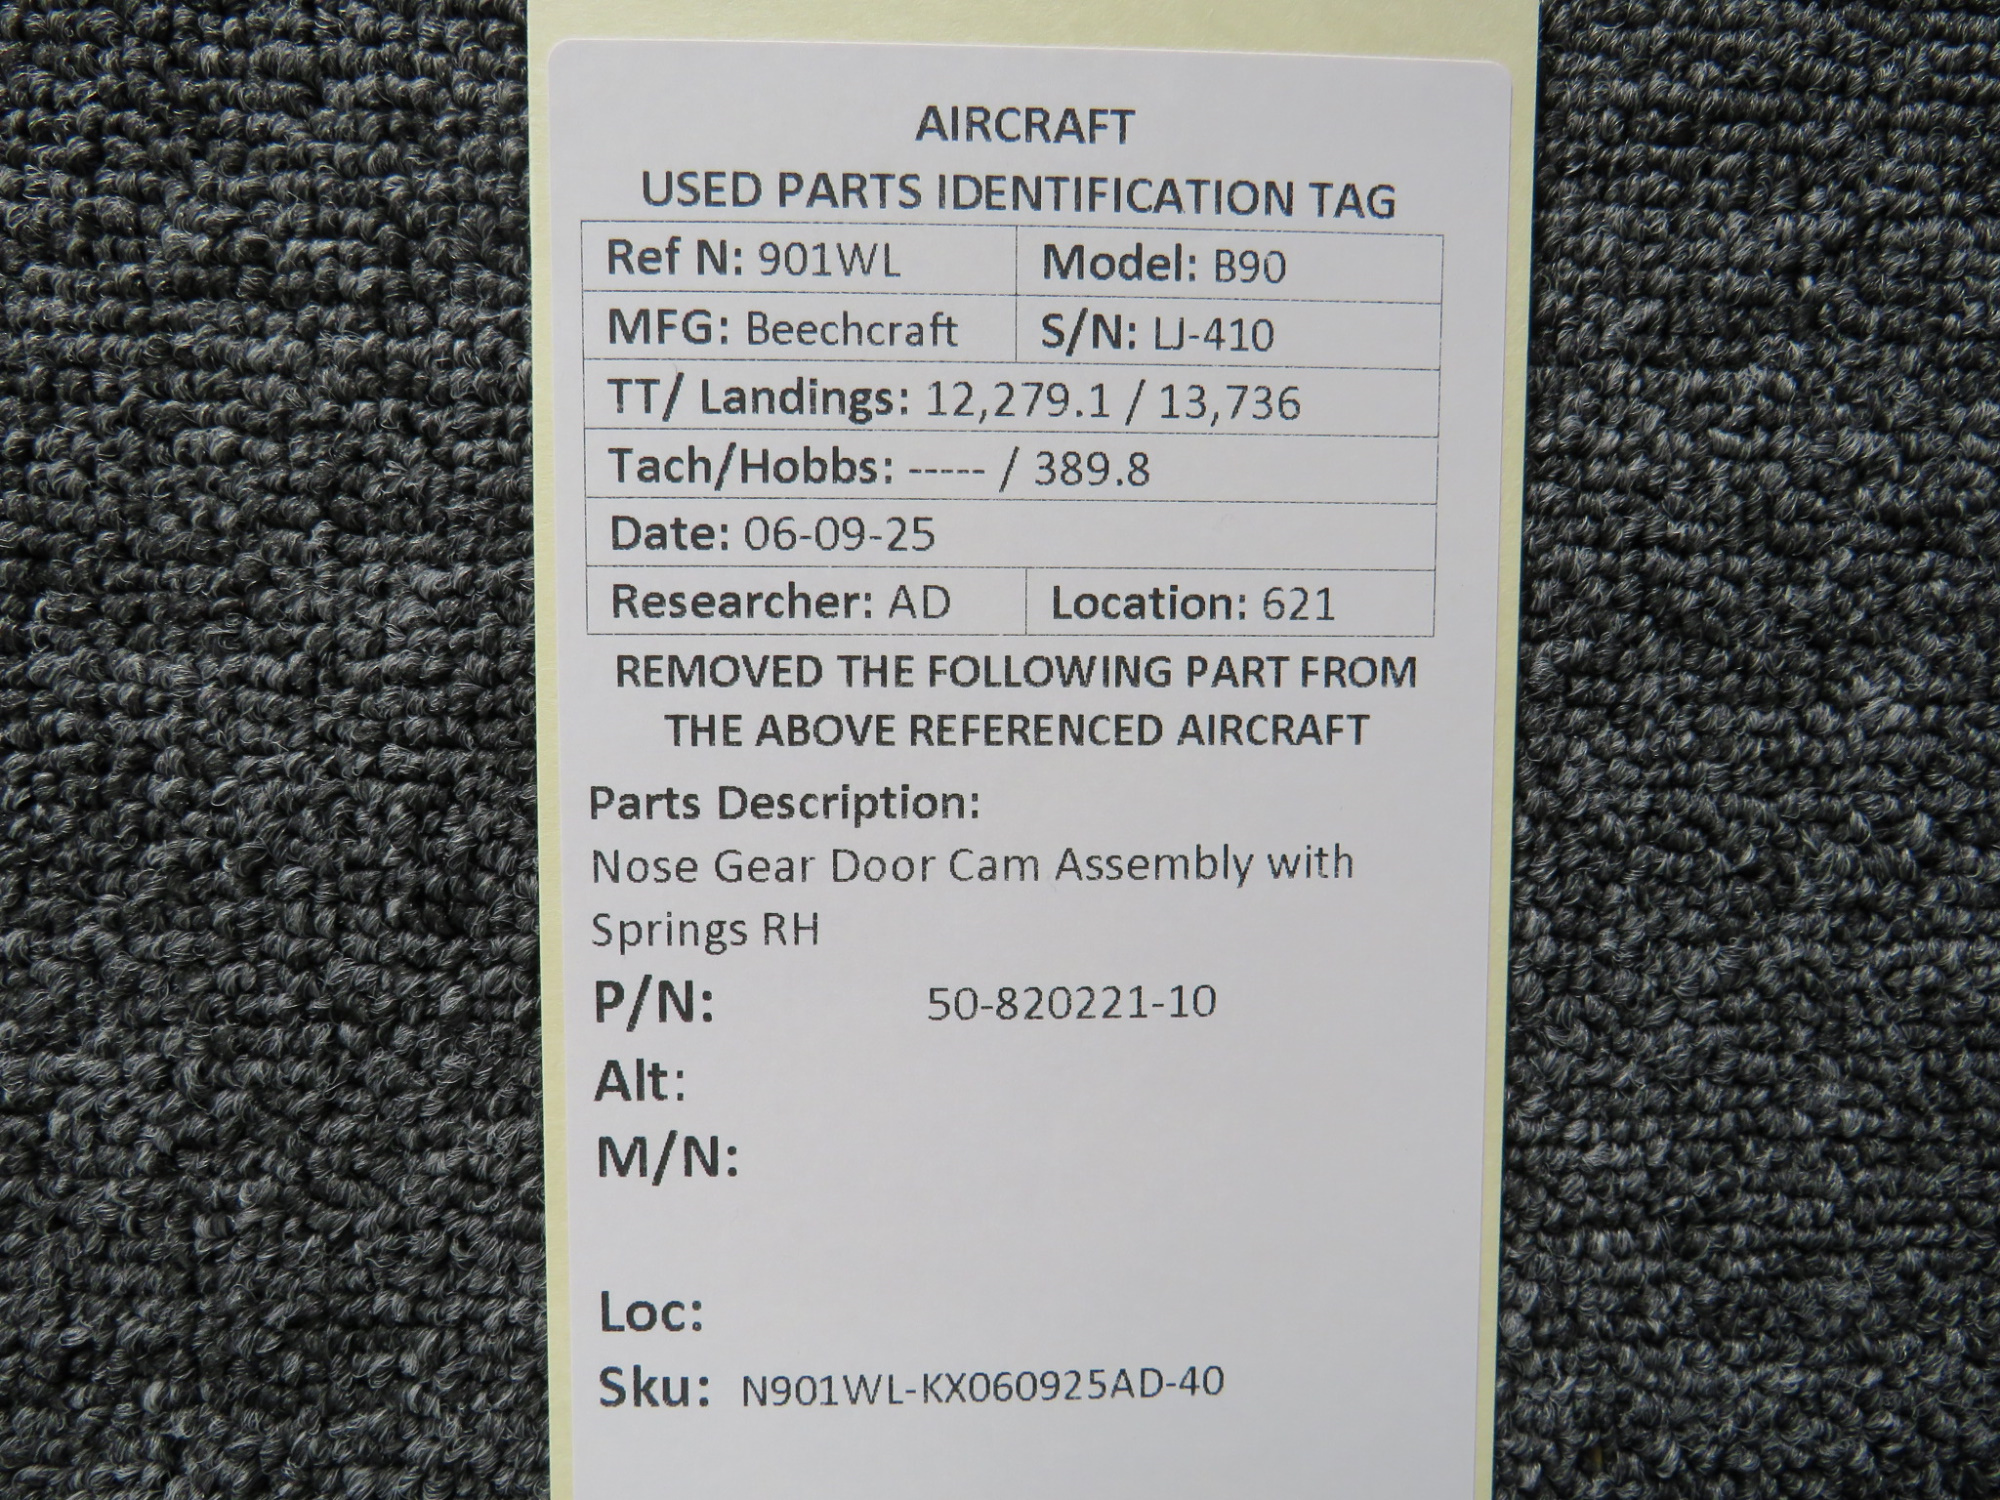 AIRCRAFT
USED PARTS IDENTIFICATION TAG
Ref N: 901WL Model: B90
MFG: Beechcraft S/N: LJ-410
TT/ Landings: 12,279.1 / 13,736
Tach/Hobbs: ----- / 389.8
Date: 06-09-25
Researcher: AD Location: 621
REMOVED THE FOLLOWING PART FROM
THE ABOVE REFERENCED AIRCRAFT
Parts Description:
Nose Gear Door Cam Assembly with
Springs RH
P/N: 50-820221-10
Alt:
M/N:
Loc:
Sku: N901WL-KX060925AD-40